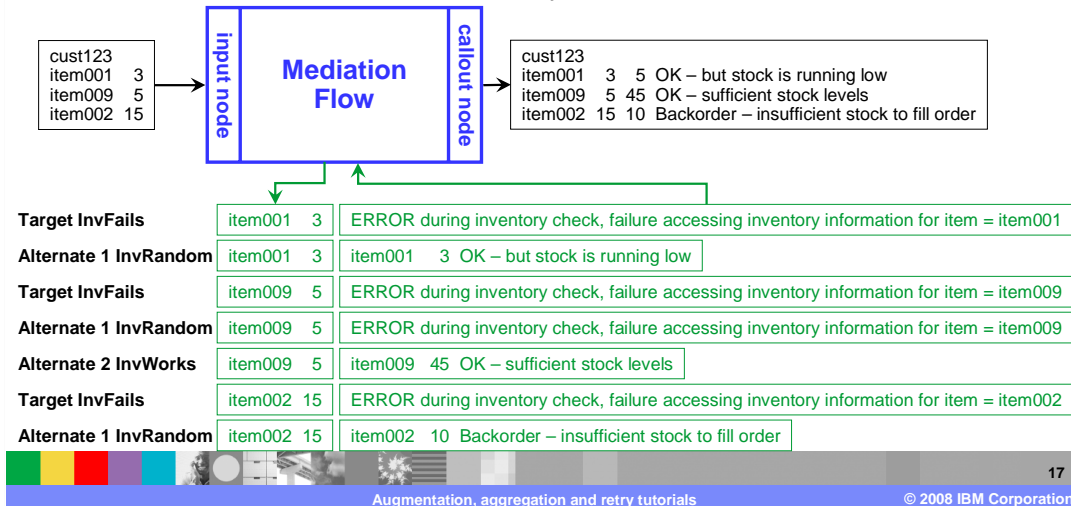 cust123
item001 3
item009 5
item002 15
input node
Mediation
Flow
callout node
cust123
item001 3 5 OK – but stock is running low
item009 5 45 OK – sufficient stock levels
item002 15 10 Backorder – insufficient stock to fill order
Target InvFails item001 3 ERROR during inventory check, failure accessing inventory information for item = item001
Alternate 1 InvRandom item001 3 item001 3 OK – but stock is running low
Target InvFails item009 5 ERROR during inventory check, failure accessing inventory information for item = item009
Alternate 1 InvRandom item009 5 ERROR during inventory check, failure accessing inventory information for item = item009
Alternate 2 InvWorks item009 5 item009 45 OK – sufficient stock levels
Target InvFails item002 15 ERROR during inventory check, failure accessing inventory information for item = item002
Alternate 1 InvRandom item002 15 item002 10 Backorder – insufficient stock to fill order
17
Augmentation, aggregation and retry tutorials © 2008 IBM Corporation